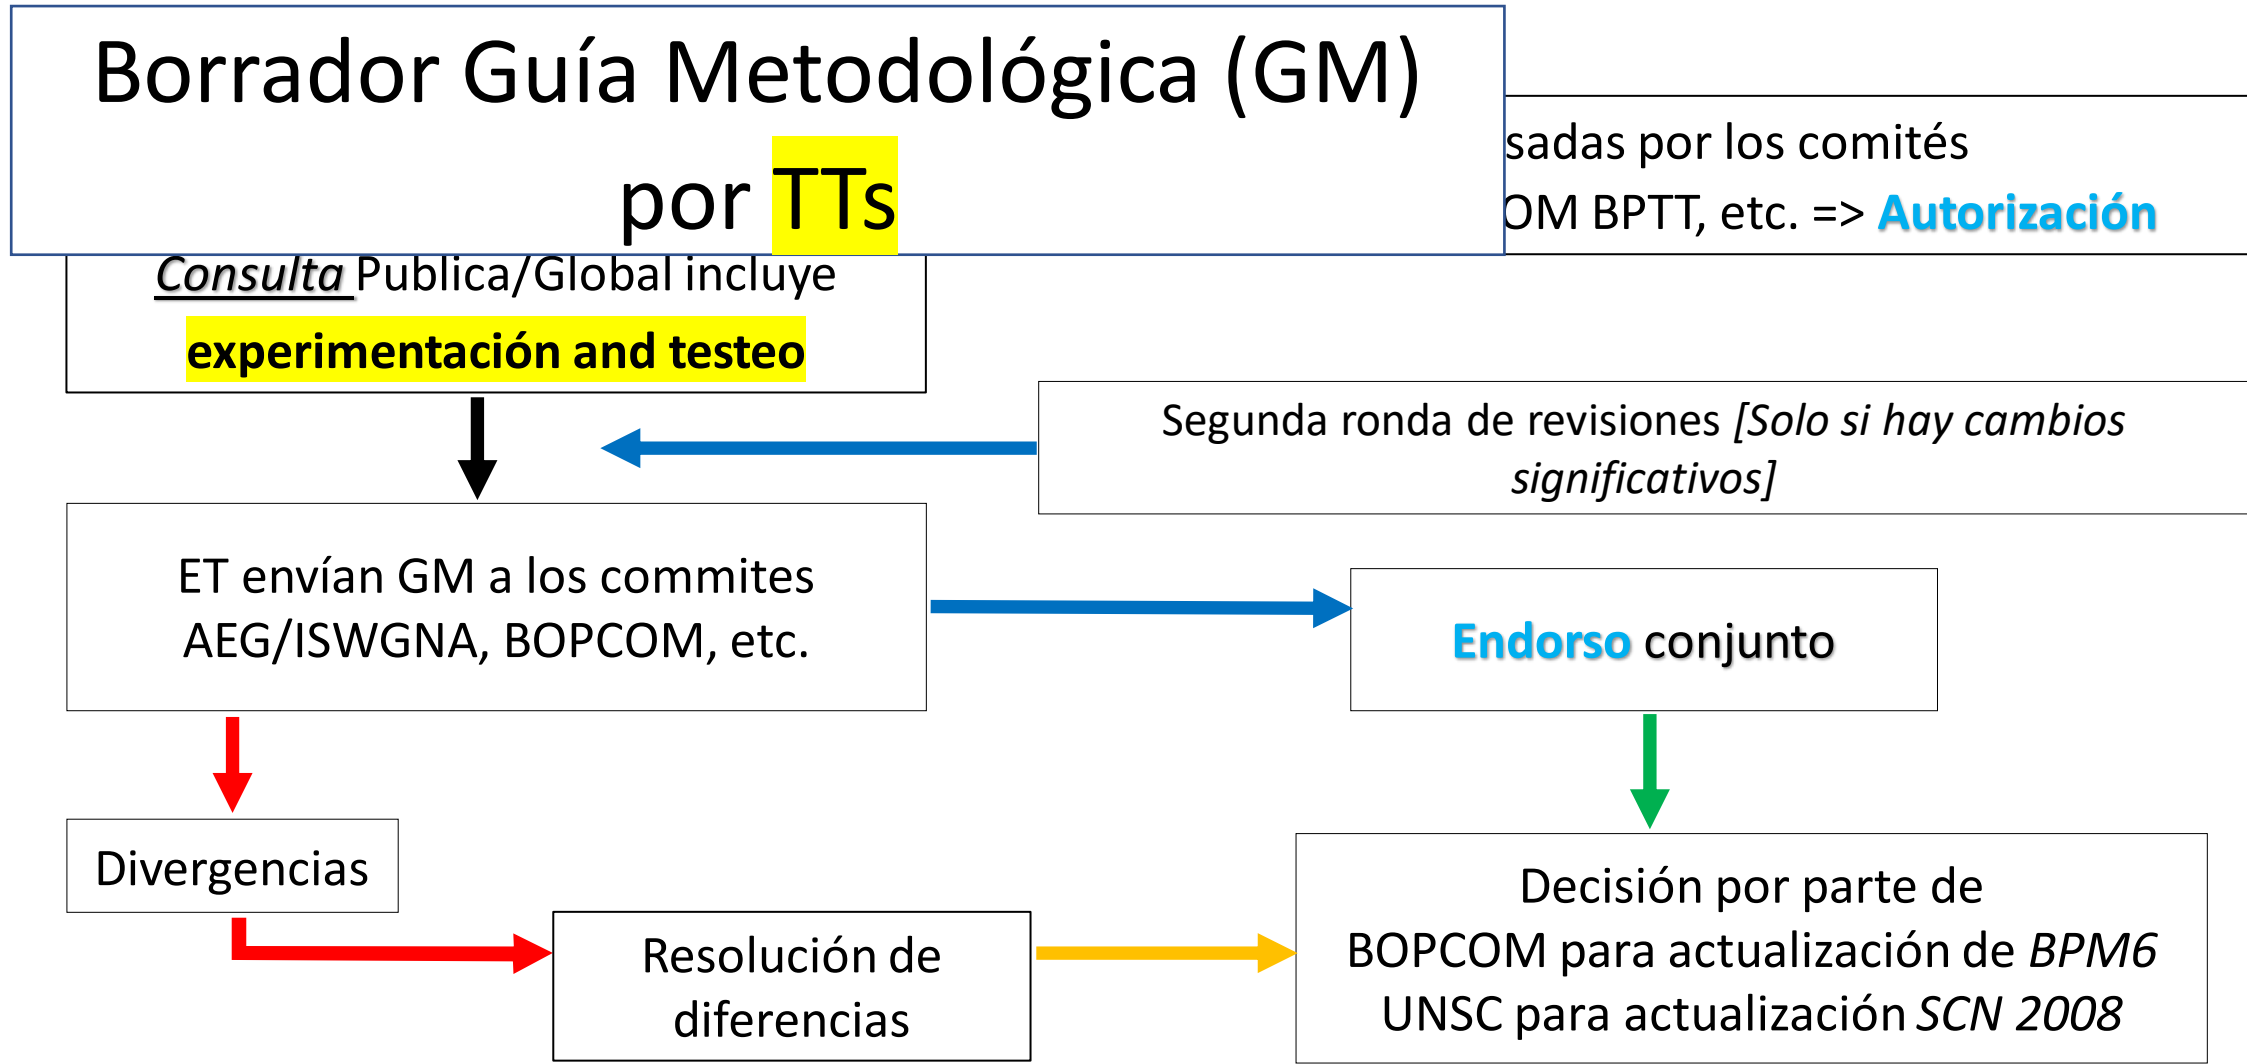 Borrador Guía Metodológica (GM)
por TTs
por los comités
BPTT, etc. => Autorización
Consulta Publica/Global incluye
experimentación and testeo
Segunda ronda de revisiones [Solo si hay cambios
significativos]
ET envían GM a los commites
AEG/ISWGNA, BOPCOM, etc.
Endorso conjunto
Divergencias
Resolución de
diferencias
Decisión por parte de
BOPCOM para actualización de BPM6
UNSC para actualización SCN 2008